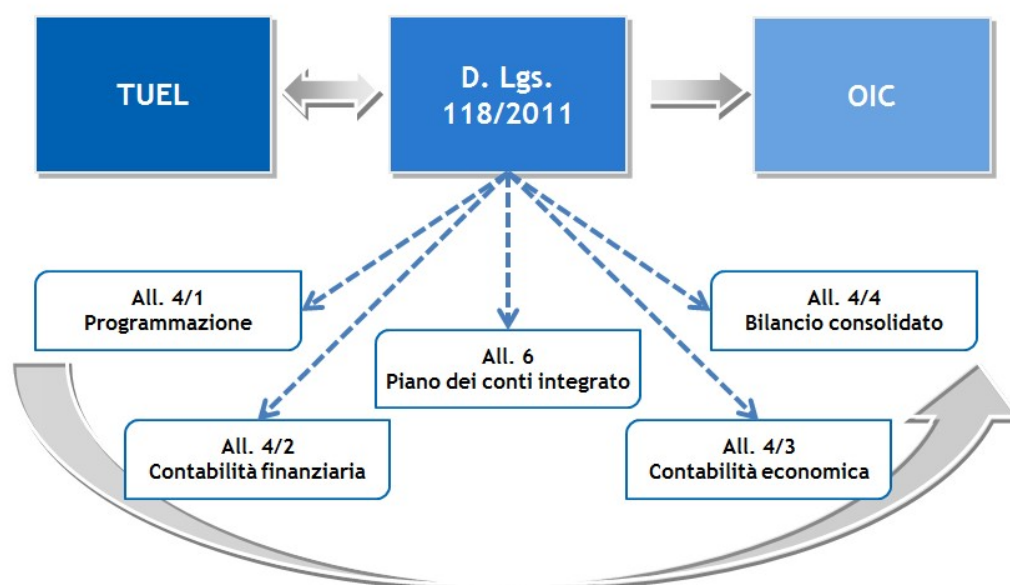 TUEL
D. Lgs.
118/2011
OIC
All. 4/1
Programmazione
All. 4/4
Bilancio consolidato
All. 6
Piano dei conti integrato
All. 4/2
Contabilità finanziaria
All. 4/3
Contabilità economica